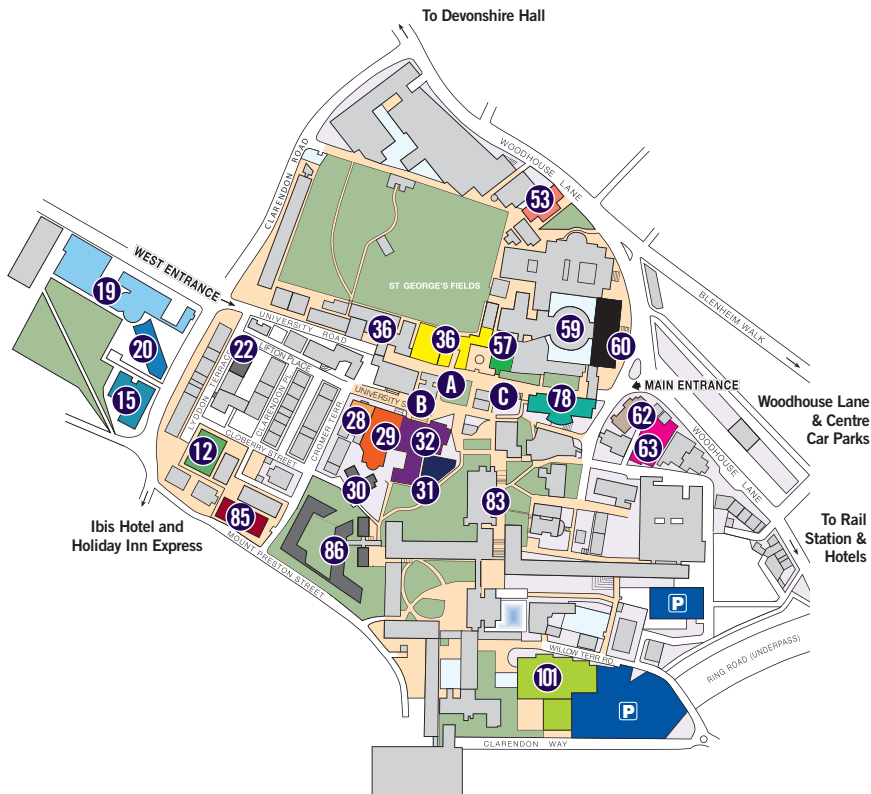 To Devonshire Hall
WOODHOUSE LANE
CLARENDON ROAD
53
WEST ENTRANCE
19
ST GEORGE'S FIELDS
BLENHEIM WALK
UNIVERSITY ROAD
36
36
57
59
60
20
22
LIFTON PLACE
A
MAIN ENTRANCE
15
LYDDON TERRACE
CLARENDON PL
UNIVERSITY S
B
C
78
Woodhouse Lane
& Centre
Car Parks
CROMER TERR
28
29
32
62
63
WOODHOUSE LANE
12
CLOBERRY STREET
30
31
83
Ibis Hotel and
Holiday Inn Express
85
86
MOUNT PRESTON STREET
To Rail
Station &
Hotels
P
WILLOW TERR RD
RING ROAD (UNDERPASS)
101
P
CLARENDON WAY